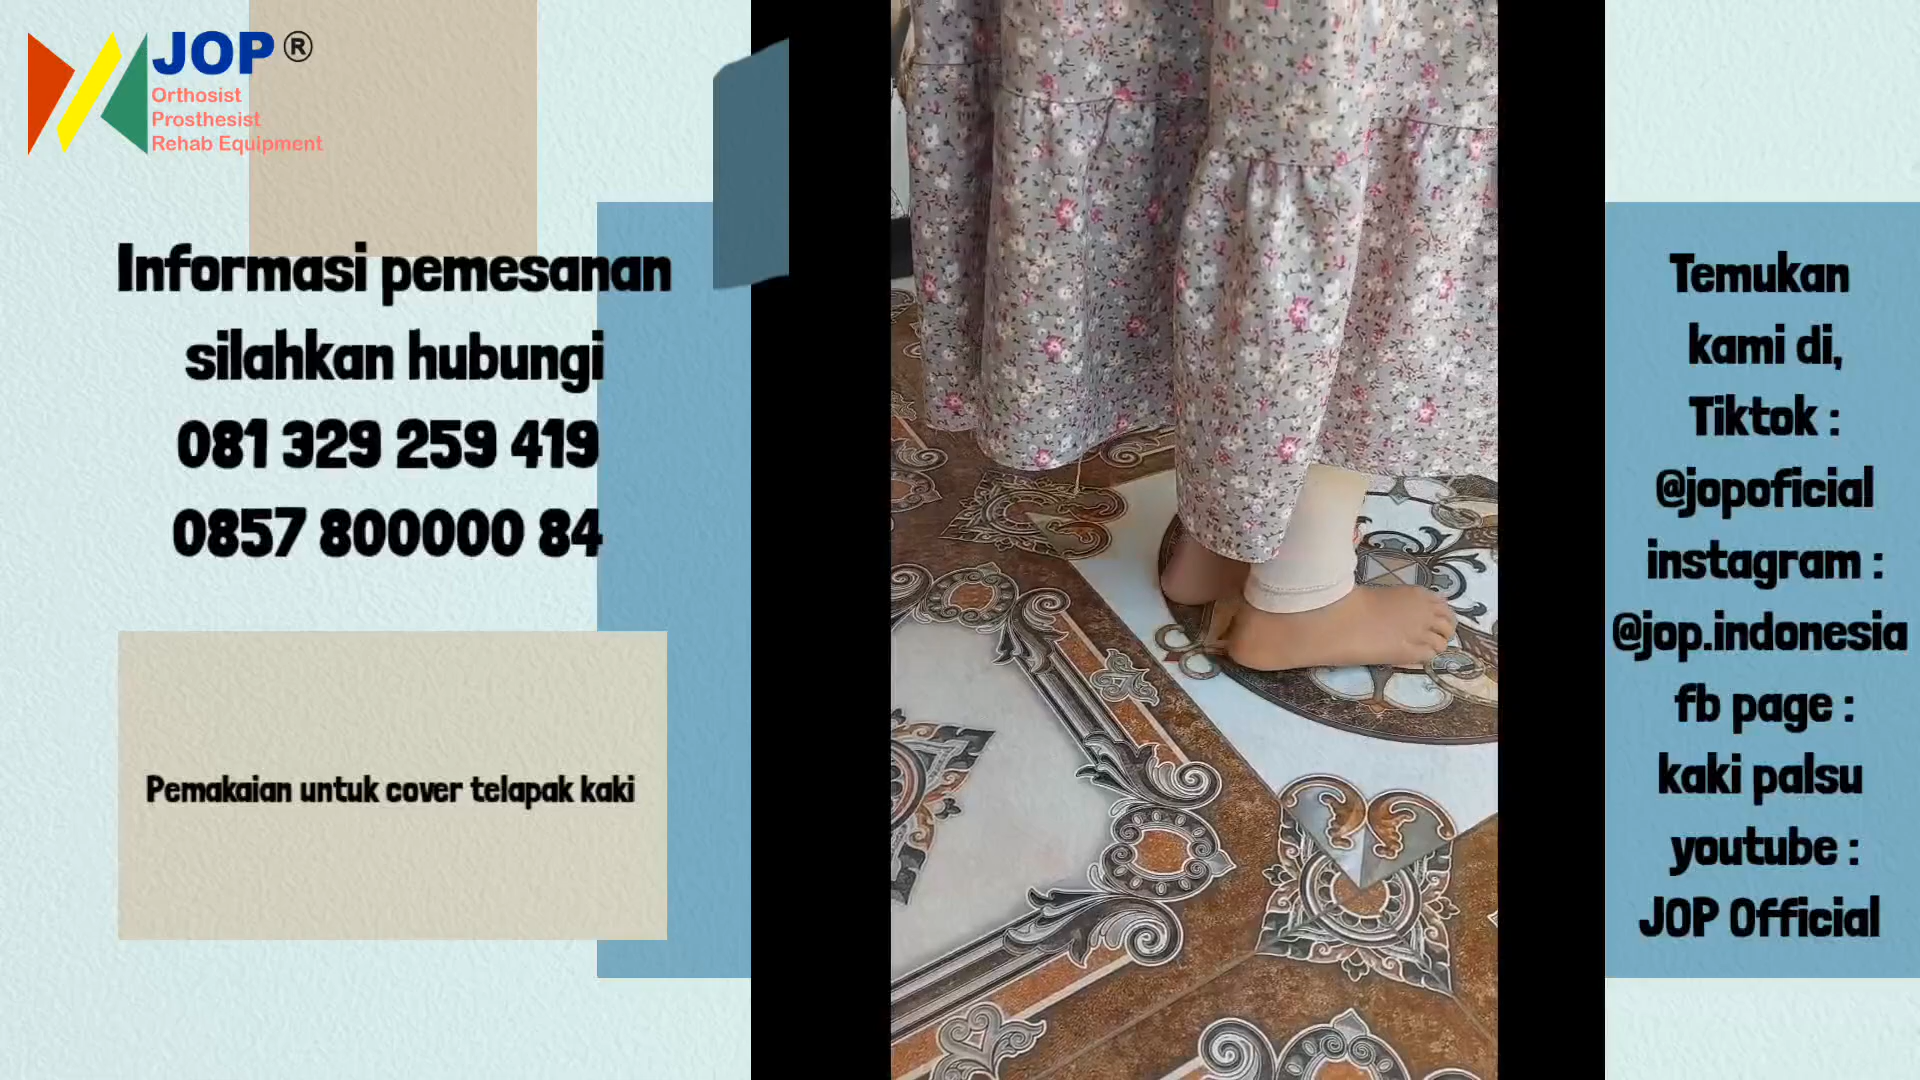 JOP ®
Orthosist
Prosthesist
Rehab Equipment
Informasi pemesanan
silahkan hubungi
081 329 259 419
0857 800000 84
Pemakaian untuk cover telapak kaki
Temukan
kami di,
Tiktok :
@jopoficial
instagram :
@jop.indonesia
fb page :
kaki palsu
youtube :
JOP Official